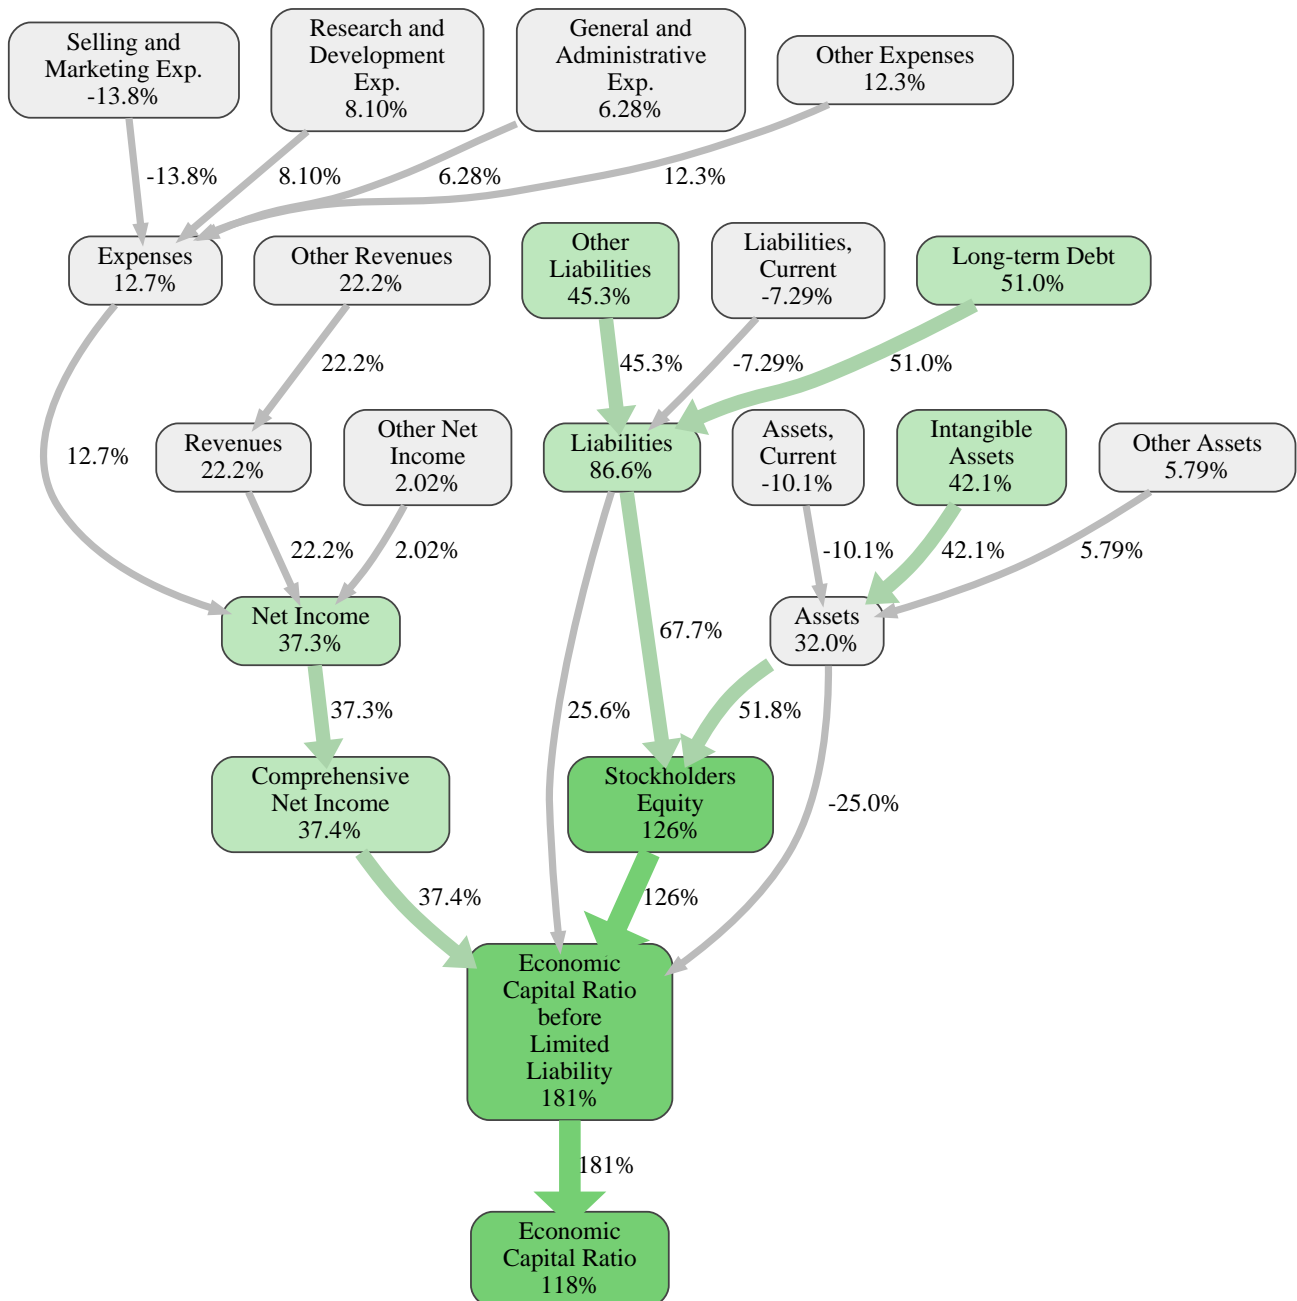 Selling and
Marketing Exp.
-13.8%
Research and
Development
Exp.
8.10%
General and
Administrative
Exp.
6.28%
Other Expenses
12.3%
-13.8%
8.10%
6.28%
12.3%
Expenses
12.7%
Other Revenues
22.2%
Other
Liabilities
45.3%
Liabilities,
Current
-7.29%
Long-term Debt
51.0%
22.2%
45.3%
-7.29%
51.0%
12.7%
Revenues
22.2%
Other Net
Income
2.02%
Liabilities
86.6%
Assets,
Current
-10.1%
Intangible
Assets
42.1%
Other Assets
5.79%
22.2%
2.02%
-10.1%
42.1%
5.79%
Net Income
37.3%
67.7%
Assets
32.0%
37.3%
25.6%
51.8%
Comprehensive
Net Income
37.4%
Stockholders
Equity
126%
-25.0%
37.4%
126%
Economic
Capital Ratio
before
Limited
Liability
181%
181%
Economic
Capital Ratio
118%